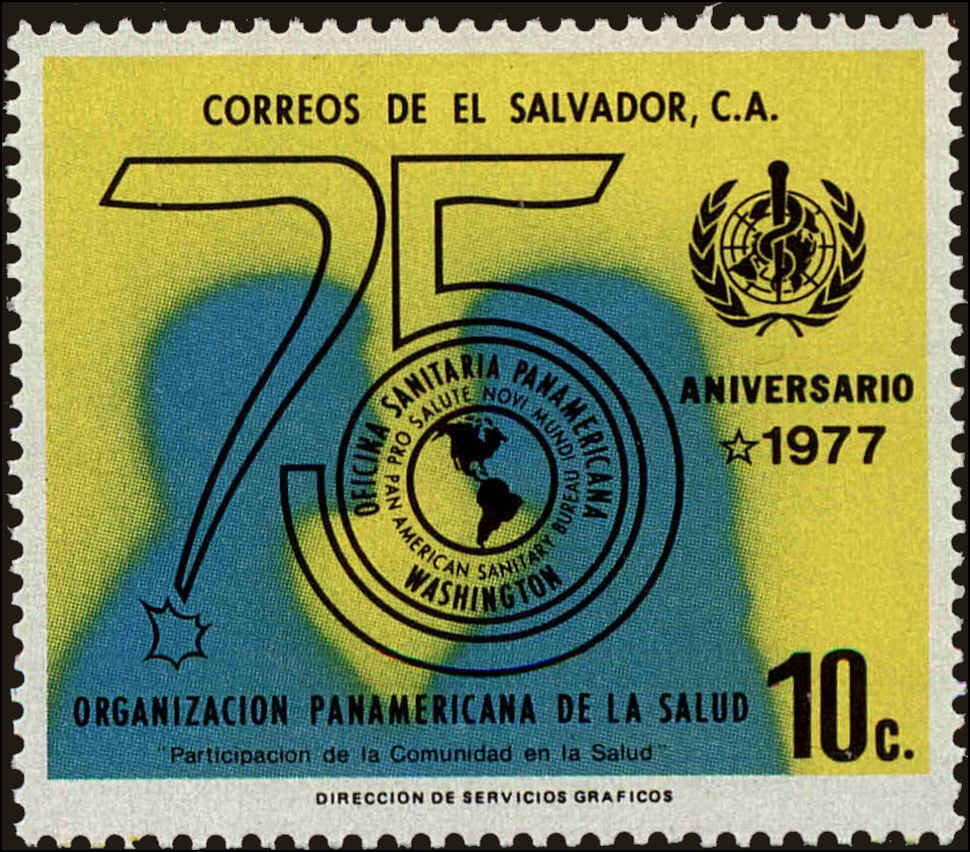 CORREOS DE EL SALVADOR, C.A.
75
ANIVERSARIO
☆1977
OFICINA SANITARIA PANAMERICANA
PRO SALUTE NOVI MUNDI
PAN AMERICAN SANITARY BUREAU
WASHINGTON
ORGANIZACION PANAMERICANA DE LA SALUD
"Participacion de la Comunidad en la Salud"
10c.
DIRECCION DE SERVICIOS GRAFICOS